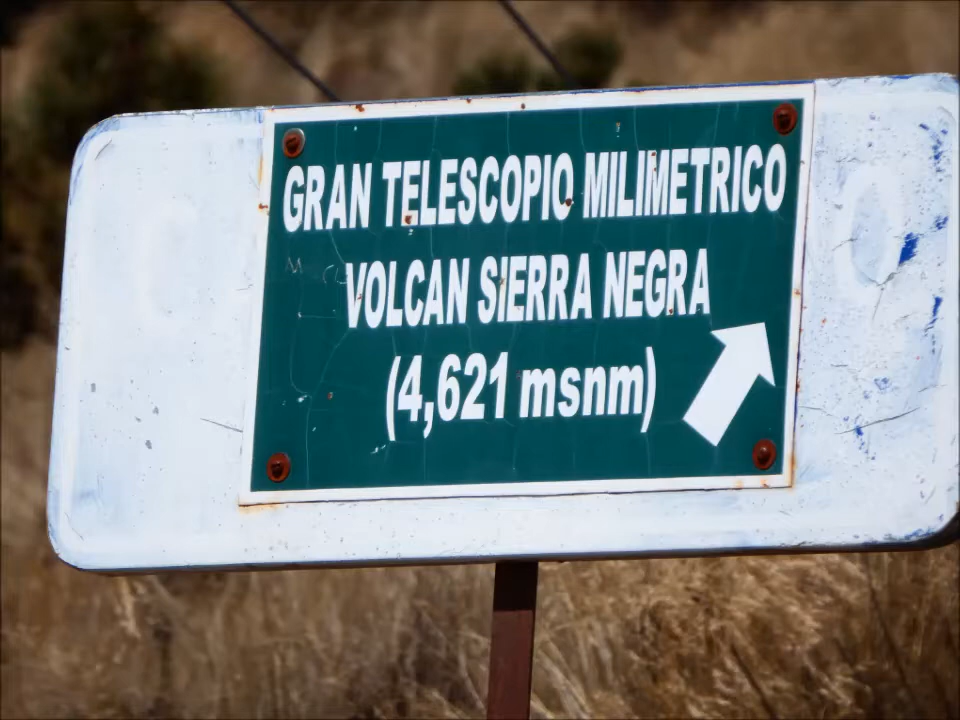 GRAN TELESCOPIO MILIMETRICO
VOLCAN SIERRA NEGRA
(4,621 msnm)